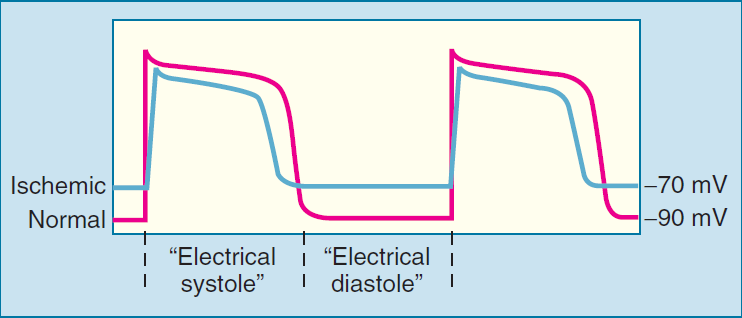 Ischemic
Normal
–70 mV
–90 mV
“Electrical
systole”
“Electrical
diastole”